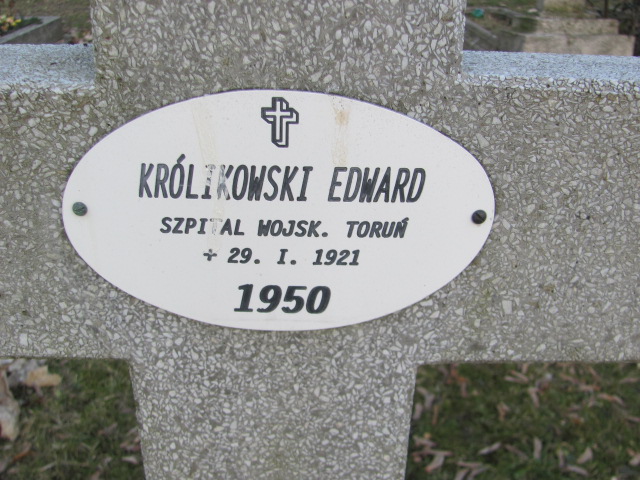 KRÓLIKOWSKI EDWARD
SZPITAL WOJSK. TORUŃ
+ 29. I. 1921
1950